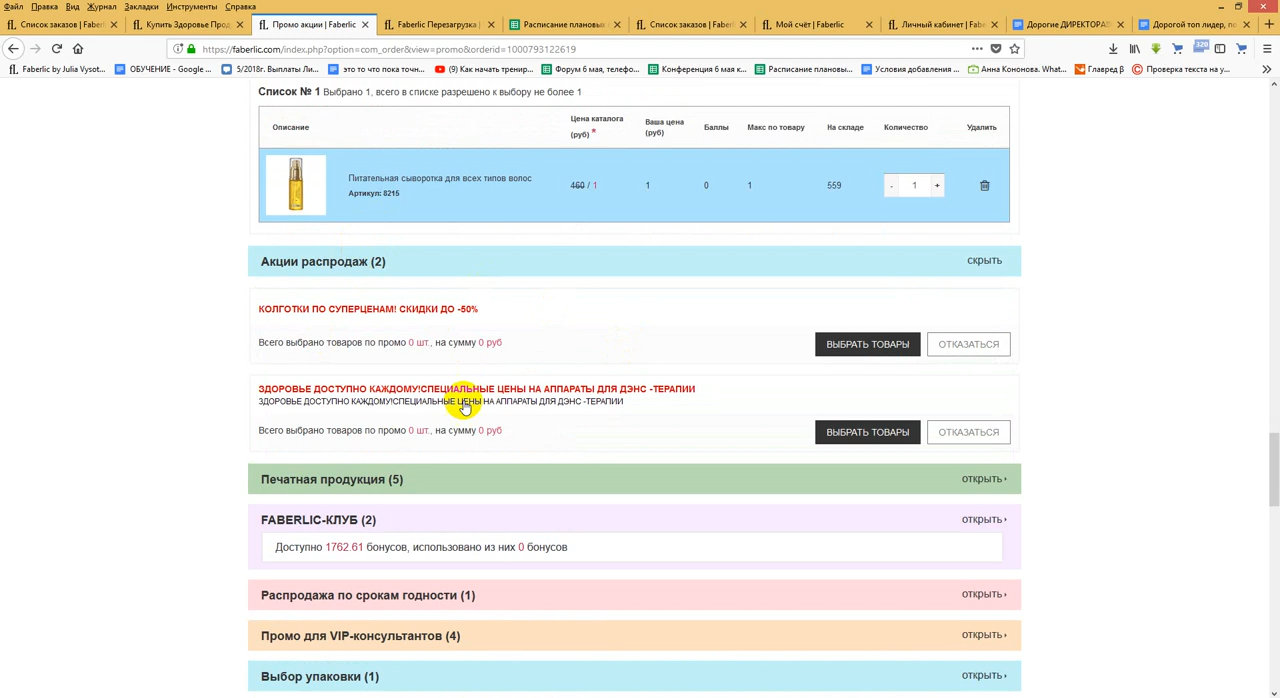 Файл Правка Вид Журнал Закладки Инструменты Справка
Список заказов | Faberl
Купить Здоровье Прод
Промо акции | Faberlic
Faberlic Перезагрузка |
Расписание плановых
Список заказов | Faberlic
Мой счёт | Faberlic
Личный кабинет | Faberl
Дорогие ДИРЕКТОРА!
Дорогой топ лидер, по
https://faberlic.com/index.php?option=com_order&view=promo&orderid=1000793122619
320
Faberlic by Julia Vysot...
ОБУЧЕНИЕ - Google ...
5/2018г. Выплаты Ли...
это то что пока точн...
(9) Как начать тренир...
Форум 6 мая, телефо...
Конференция 6 мая к...
Расписание плановы...
Условия добавления ...
Анна Кононова. What...
Главред β
Проверка текста на у...
Список № 1 Выбрано 1, всего в списке разрешено к выбору не более 1
Описание Цена каталога (руб) * Ваша цена (руб) Баллы Макс по товару На складе Количество Удалить
Питательная сыворотка для всех типов волос 460 / 1 1 0 1 559 - 1 +
Артикул: 8215
Акции распродаж (2) скрыть
КОЛГОТКИ ПО СУПЕРЦЕНАМ! СКИДКИ ДО -50%
Всего выбрано товаров по промо 0 шт., на сумму 0 руб ВЫБРАТЬ ТОВАРЫ ОТКАЗАТЬСЯ
ЗДОРОВЬЕ ДОСТУПНО КАЖДОМУ!СПЕЦИАЛЬНЫЕ ЦЕНЫ НА АППАРАТЫ ДЛЯ ДЭНС -ТЕРАПИИ
ЗДОРОВЬЕ ДОСТУПНО КАЖДОМУ!СПЕЦИАЛЬНЫЕ ЦЕНЫ НА АППАРАТЫ ДЛЯ ДЭНС -ТЕРАПИИ
Всего выбрано товаров по промо 0 шт., на сумму 0 руб ВЫБРАТЬ ТОВАРЫ ОТКАЗАТЬСЯ
Печатная продукция (5) открыть
FABERLIC-КЛУБ (2) открыть
Доступно 1762.61 бонусов, использовано из них 0 бонусов
Распродажа по срокам годности (1) открыть
Промо для VIP-консультантов (4) открыть
Выбор упаковки (1) открыть